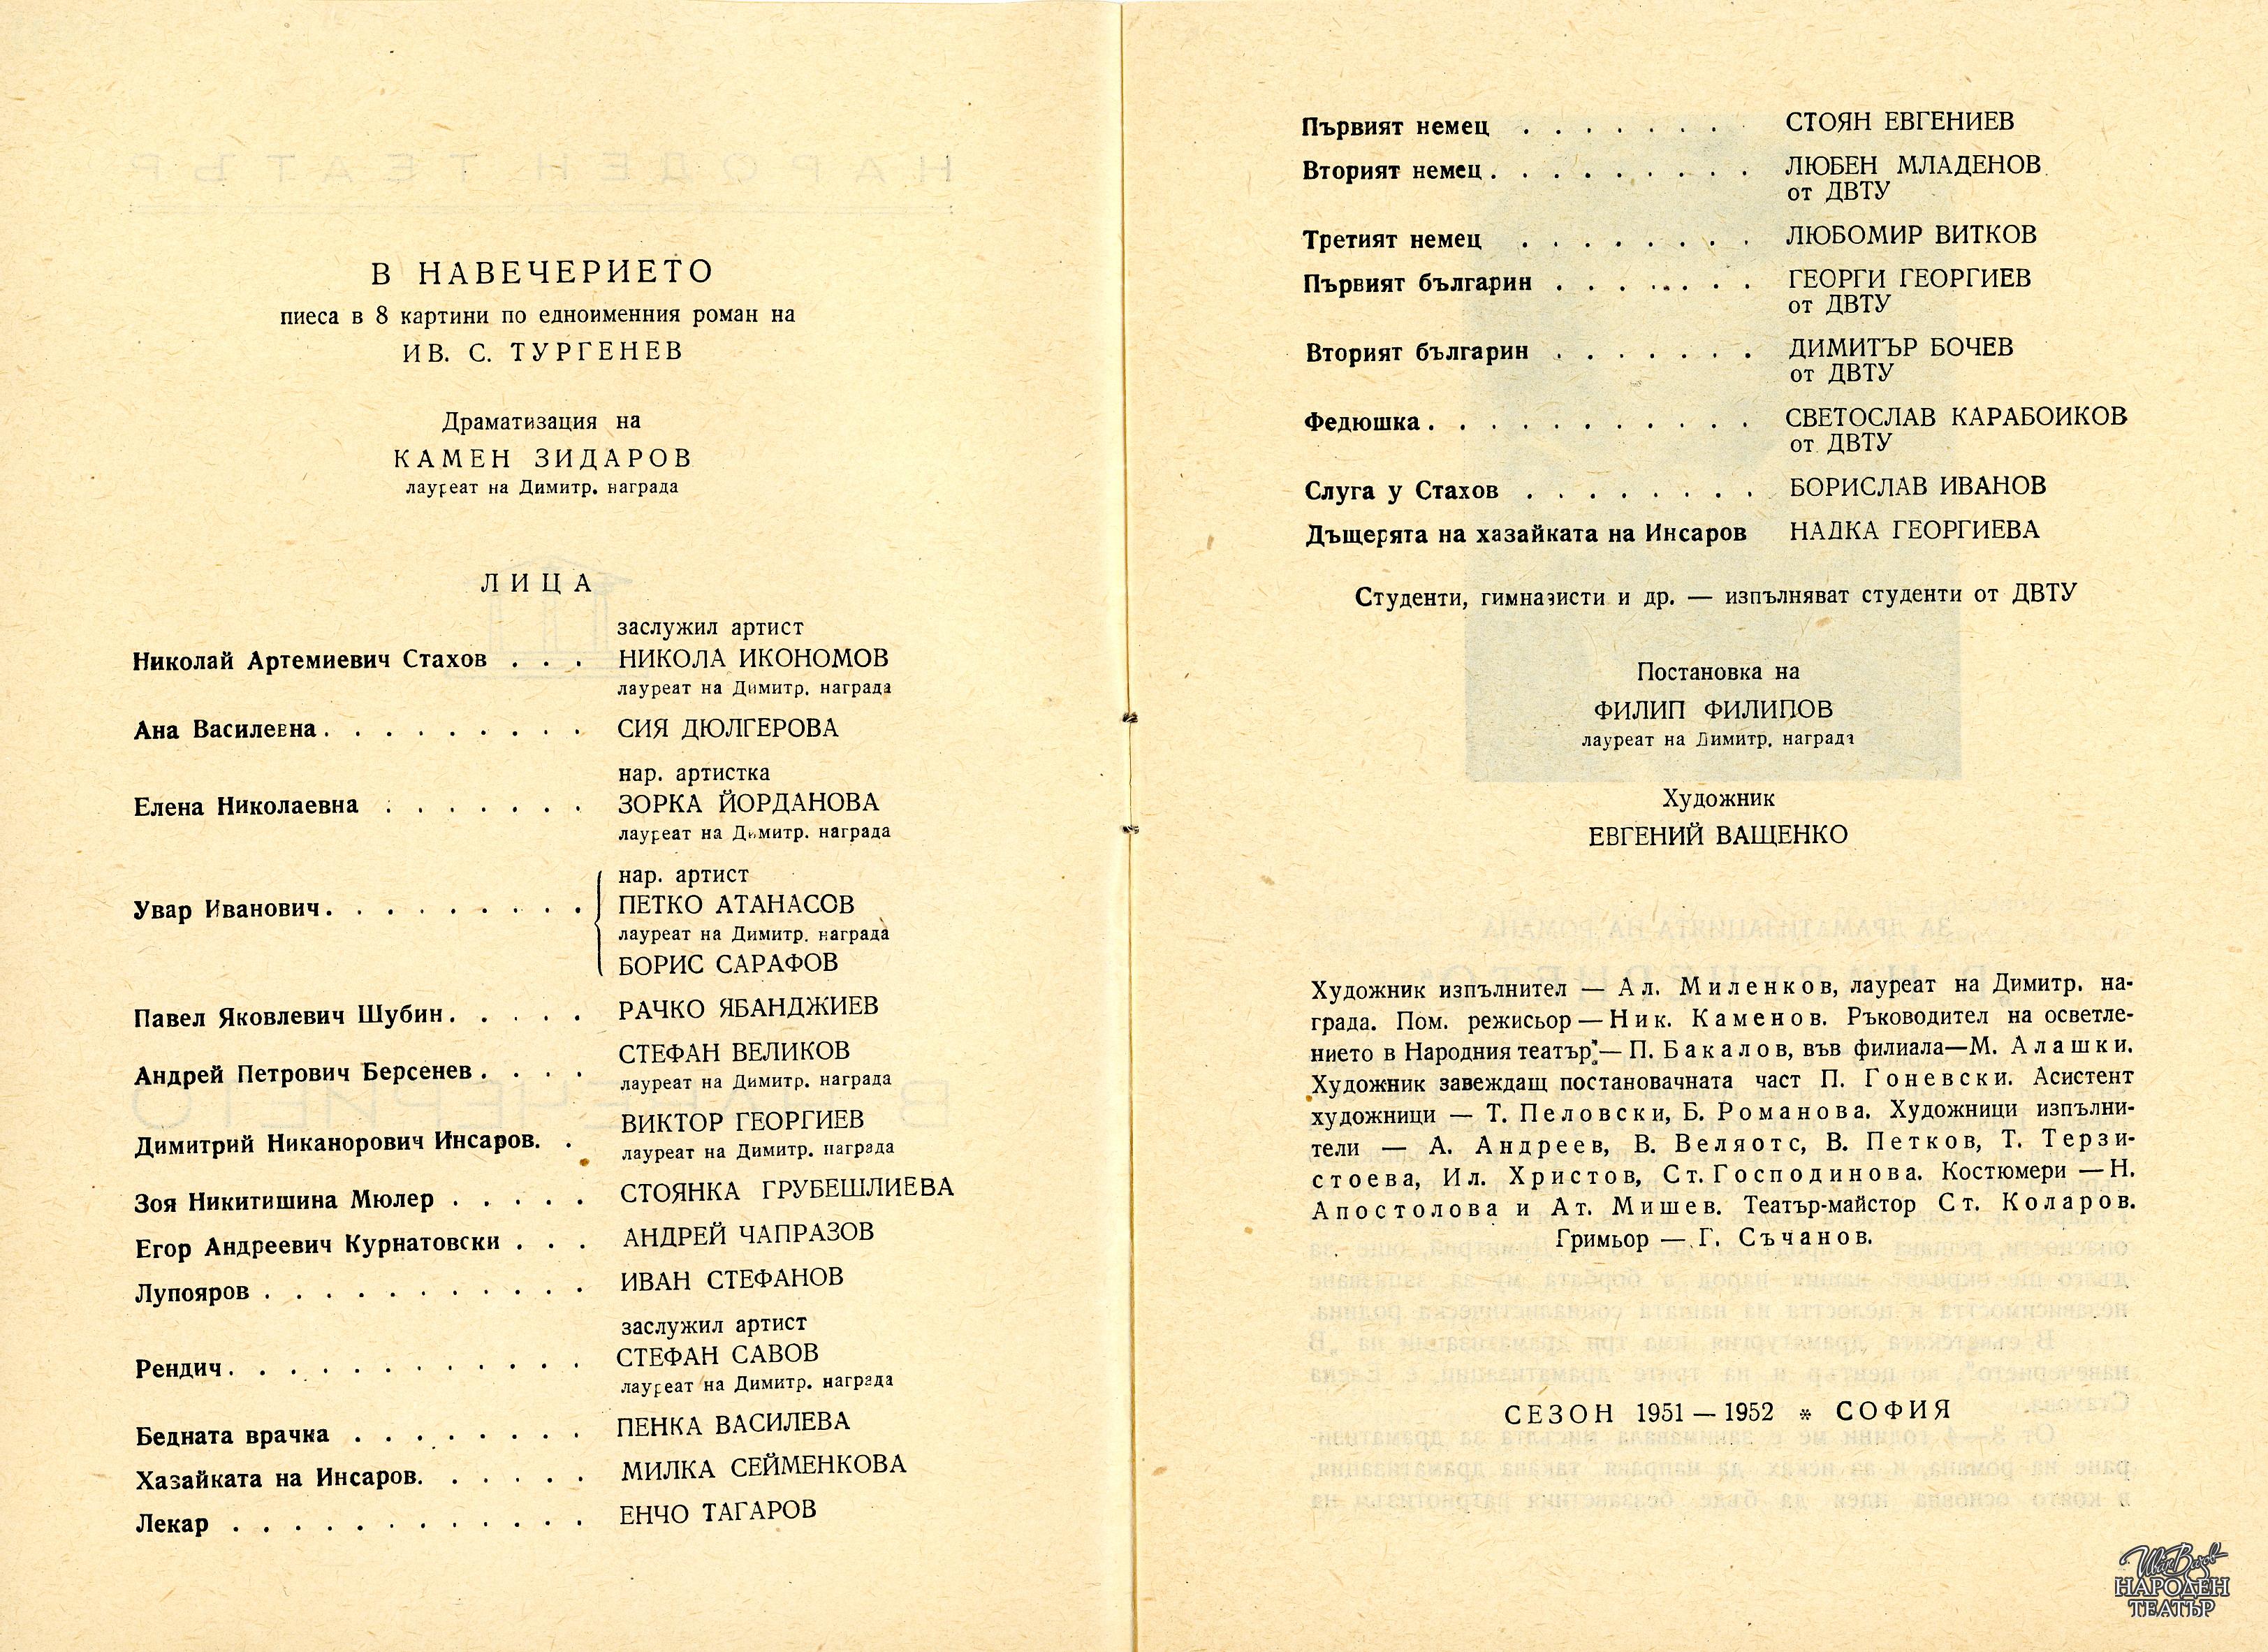 В НАВЕЧЕРИЕТО
пиеса в 8 картини по едноименния роман на
ИВ. С. ТУРГЕНЕВ
Драматизация на
КАМЕН ЗИДАРОВ
лауреат на Димитр. награда
ЛИЦА
заслужил артист
Николай Артемиевич Стахов . . . НИКОЛА ИКОНОМОВ
лауреат на Димитр. награда
Ана Василевна . . . . . . . . . СИЯ ДЮЛГЕРОВА
нар. артистка
Елена Николаевна . . . . . . . ЗОРКА ЙОРДАНОВА
лауреат на Димитр. награда
нар. артист
Увар Иванович . . . . . . . . . ПЕТКО АТАНАСОВ
лауреат на Димитр. награда
БОРИС САРАФОВ
Павел Яковлевич Шубин . . . . . РАЧКО ЯБАНДЖИЕВ
Андрей Петрович Берсенев . . . . СТЕФАН ВЕЛИКОВ
лауреат на Димитр. награда
Димитрий Никанорович Инсаров. . ВИКТОР ГЕОРГИЕВ
лауреат на Димитр. награда
Зоя Никитишина Мюлер . . . . . СТОЯНКА ГРУБЕШЛИЕВА
Егор Андреевич Курнатовски . . . АНДРЕЙ ЧАПРАЗОВ
Лупояров . . . . . . . . . . . ИВАН СТЕФАНОВ
заслужил артист
Рендич . . . . . . . . . . . . СТЕФАН САВОВ
лауреат на Димитр. награда
Бедната врачка . . . . . . . . ПЕНКА ВАСИЛЕВА
Хазайката на Инсаров. . . . . . МИЛКА СЕЙМЕНКОВА
Лекар . . . . . . . . . . . . ЕНЧО ТАГАРОВ
Първият немец . . . . . . . СТОЯН ЕВГЕНИЕВ
Вторият немец . . . . . . . . . ЛЮБЕН МЛАДЕНОВ
от ДВТУ
Третият немец . . . . . . . . ЛЮБОМИР ВИТКОВ
Първият българин . . . . . . . ГЕОРГИ ГЕОРГИЕВ
от ДВТУ
Вторият българин . . . . . . . ДИМИТЪР БОЧЕВ
от ДВТУ
Федюшка . . . . . . . . . . . СВЕТОСЛАВ КАРАБОИКОВ
от ДВТУ
Слуга у Стахов . . . . . . . . БОРИСЛАВ ИВАНОВ
Дъщерята на хазайката на Инсаров НАДКА ГЕОРГИЕВА
Студенти, гимназисти и др. — изпълняват студенти от ДВТУ
Постановка на
ФИЛИП ФИЛИПОВ
лауреат на Димитр. награда
Художник
ЕВГЕНИЙ ВАЩЕНКО
Художник изпълнител — Ал. Миленков, лауреат на Димитр. на-
града. Пом. режисьор — Ник. Каменов. Ръководител на осветле-
нието в Народния театър — П. Бакалов, във филиала—М. Алашки.
Художник завеждащ постановачната част П. Гоневски. Асистент
художници — Т. Пеловски, Б. Романова. Художници изпълни-
тели — А. Андреев, В. Веляотс, В. Петков, Т. Терзи-
стоева, Ил. Христов, Ст. Господинова. Костюмери — Н.
Апостолова и Ат. Мишев. Театър-майстор Ст. Коларов.
Гримьор — Г. Съчанов.
СЕЗОН 1951 — 1952 * СОФИЯ
Иван Вазов
НАРОДЕН
ТЕАТЪР